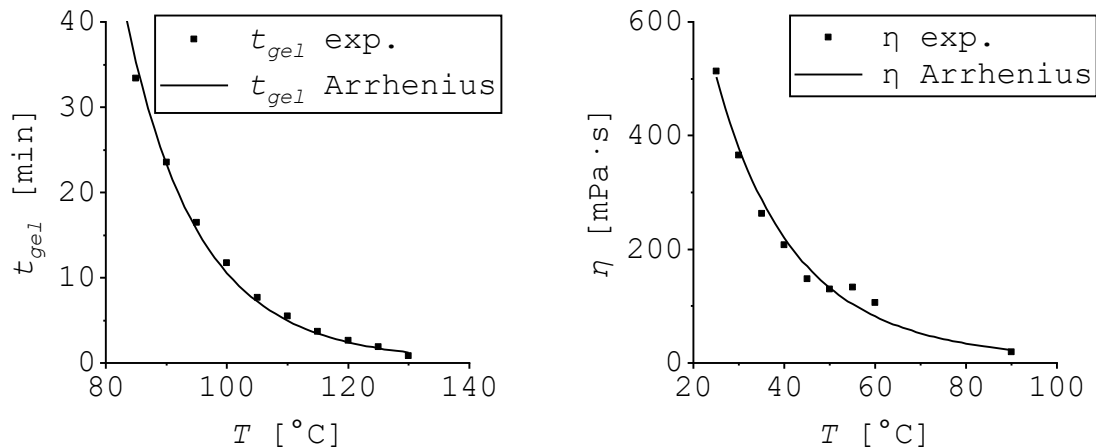 40
30
20
10
0
80
100
120
140
t_gel [min]
T [°C]
t_gel exp.
t_gel Arrhenius
600
400
200
0
20
40
60
80
100
η [mPa·s]
T [°C]
η exp.
η Arrhenius